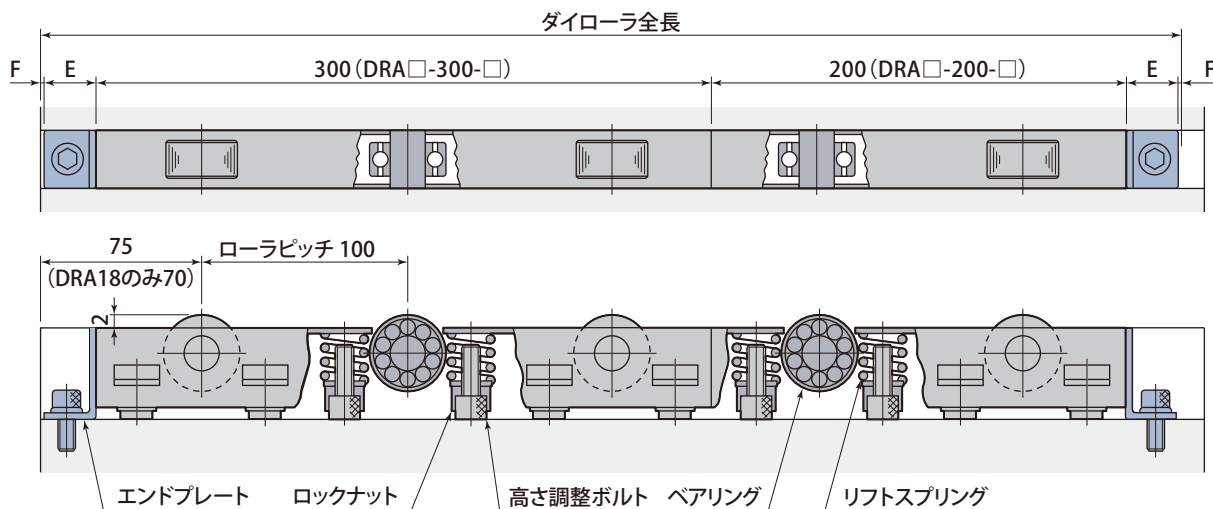 ダイローラ全長
F E 300(DRA□-300-□) 200(DRA□-200-□) E F
75 ローラピッチ 100
(DRA18のみ70)
2
エンドプレート ロックナット 高さ調整ボルト ベアリング リフトスプリング